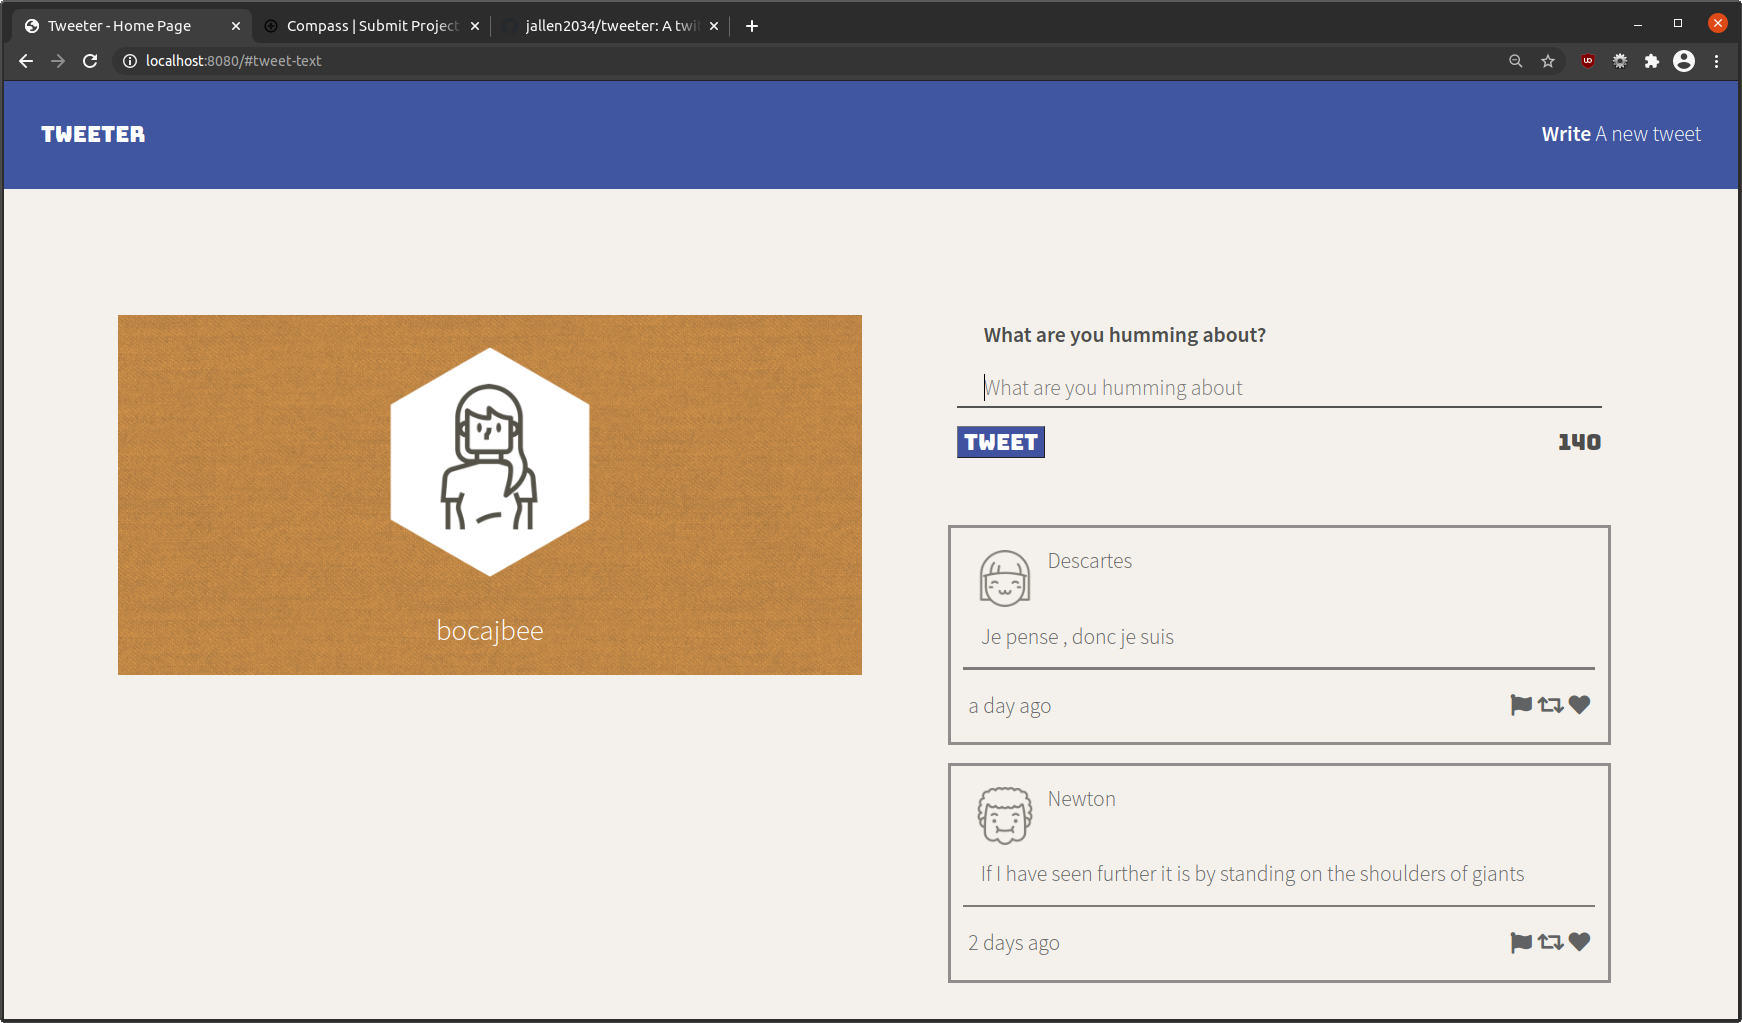 Tweeter - Home Page
Compass | Submit Project
jallen2034/tweeter: A twi
localhost:8080/#tweet-text
TWEETER
Write A new tweet
bocajbee
What are you humming about?
What are you humming about
TWEET
140
Descartes
Je pense , donc je suis
a day ago
Newton
If I have seen further it is by standing on the shoulders of giants
2 days ago